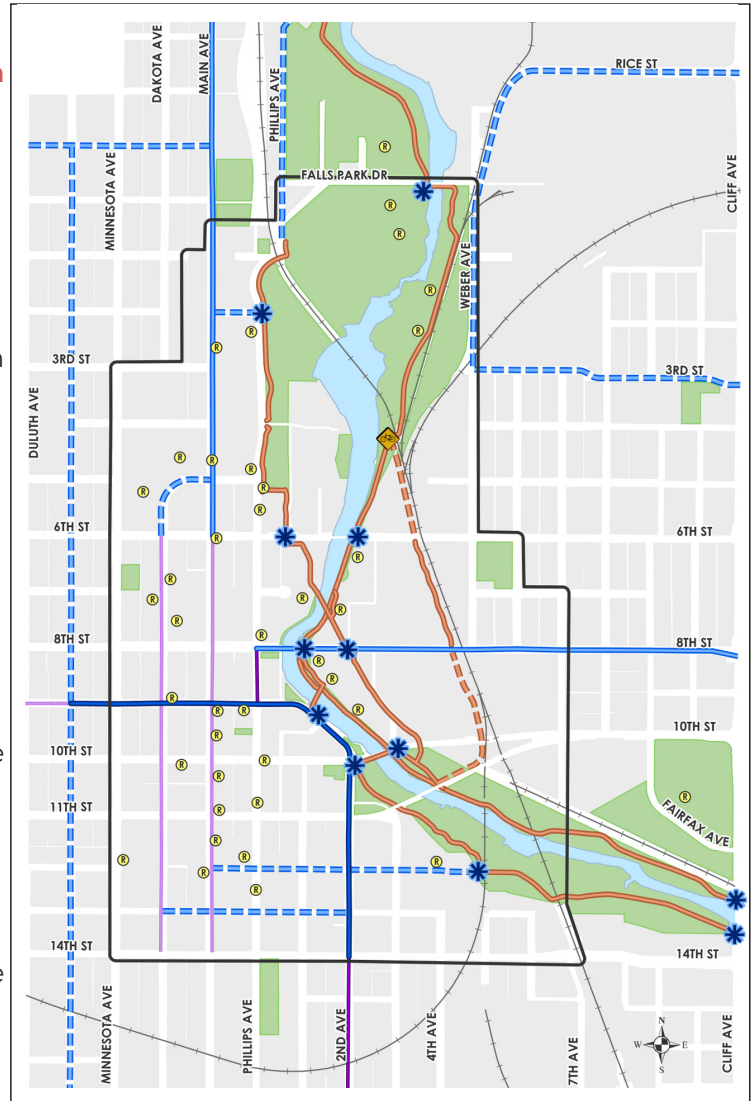 DAKOTA AVE
MAIN AVE
PHILLIPS AVE
RICE ST
MINNESOTA AVE
CLIFF AVE
FALLS PARK DR
WEBER AVE
R
R
R
R
R
R
R
3RD ST
3RD ST
DULUTH AVE
R
R
R
R
R
R
6TH ST
R
6TH ST
R
R
R
R
R
R
R
8TH ST
8TH ST
R
R
R
R
R
R
R
10TH ST
10TH ST
R
R
R
R
R
R
11TH ST
R
FAIRFAX AVE
R
R
R
R
R
R
14TH ST
14TH ST
MINNESOTA AVE
PHILLIPS AVE
2ND AVE
4TH AVE
7TH AVE
CLIFF AVE
N
W E
S